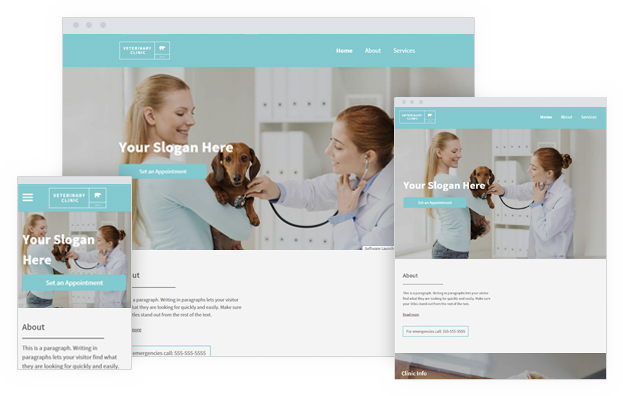 VETERINARY
CLINIC
Home About Services
Your Slogan Here
Set an Appointment
ut
a paragraph. Writing in paragraphs lets your visitor
hat they are looking for quickly and easily. Make sure
itles stand out from the rest of the text.
more
emergencies call: 555-555-5555
VETERINARY
CLINIC
Home About Services
Your Slogan Here
Set an Appointment
About
This is a paragraph. Writing in paragraphs lets your visitor
find what they are looking for quickly and easily. Make sure
titles stand out from the rest of the text.
Read more
For emergencies call: 555-555-5555
Clinic Info
VETERINARY
CLINIC
Your Slogan
Here
Set an Appointment
About
This is a paragraph. Writing in
paragraphs lets your visitor find what
they are looking for quickly and easily.